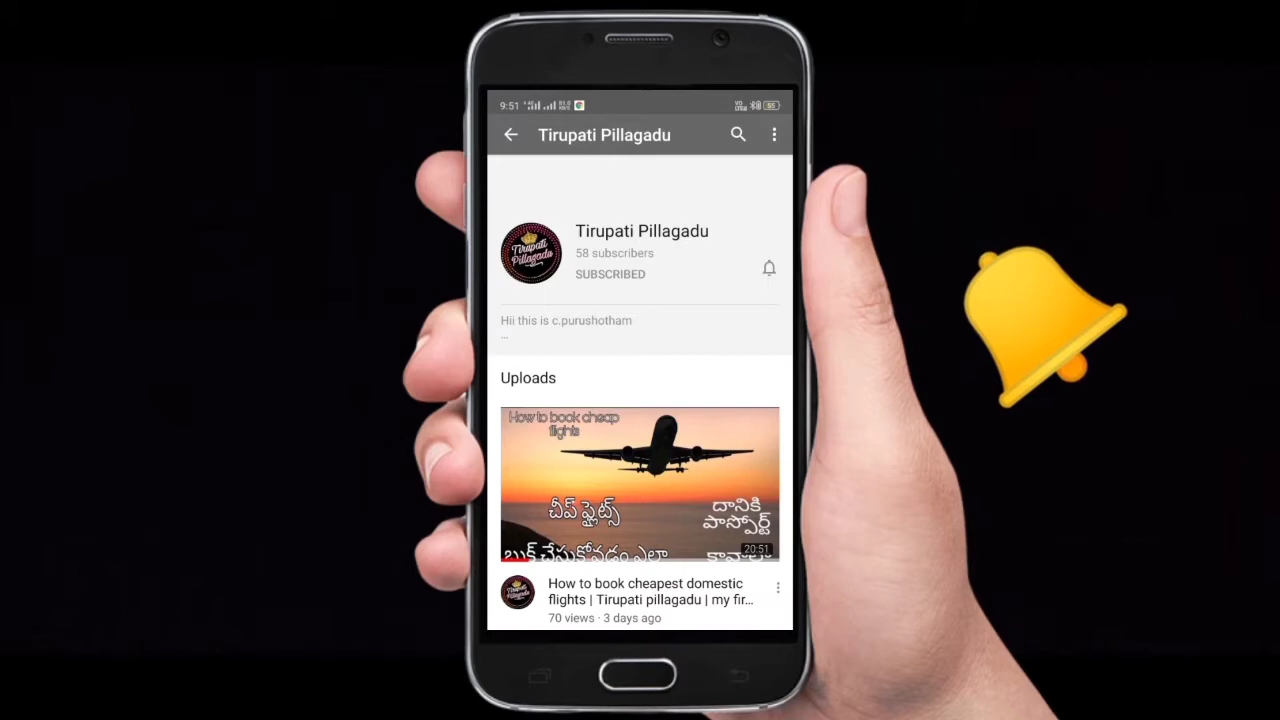 9:51
Tirupati Pillagadu
Tirupati
Pillagadu
Tirupati Pillagadu
58 subscribers
SUBSCRIBED
Hii this is c.purushotham
...
Uploads
How to book cheap
flights
చీప్ ఫ్లైట్స్
దానికి
పాస్పోర్ట్
బుక్ చేసుకోవడం ఎలా
కావాలా
20:51
How to book cheapest domestic
flights | Tirupati pillagadu | my fir...
70 views · 3 days ago